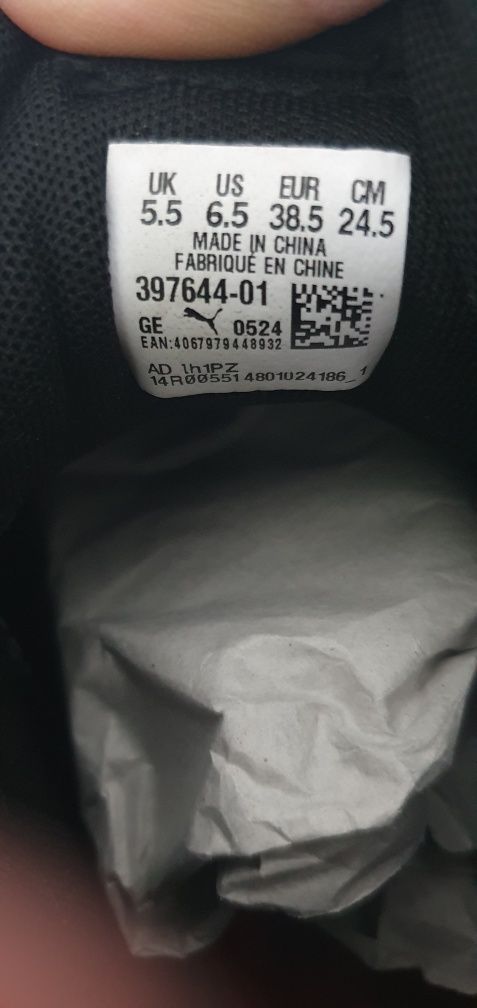 UK US EUR CM
5.5 6.5 38.5 24.5
MADE IN CHINA
FABRIQUÉ EN CHINE
397644-01
GE 0524
EAN:4067979448932
AD 1h1PZ
14R00551 4801024186_1